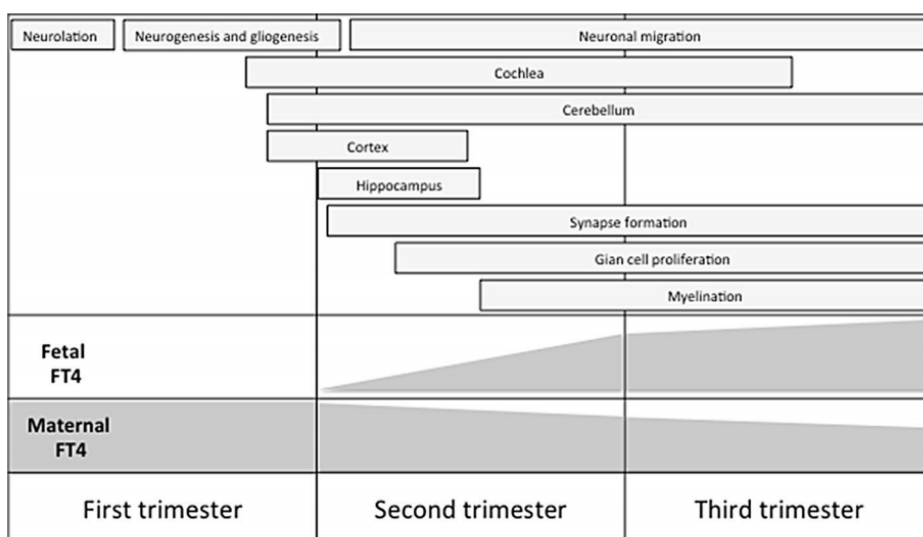 Neurolation
Neurogenesis and gliogenesis
Neuronal migration
Cochlea
Cerebellum
Cortex
Hippocampus
Synapse formation
Gian cell proliferation
Myelination
Fetal
FT4
Maternal
FT4
First trimester
Second trimester
Third trimester